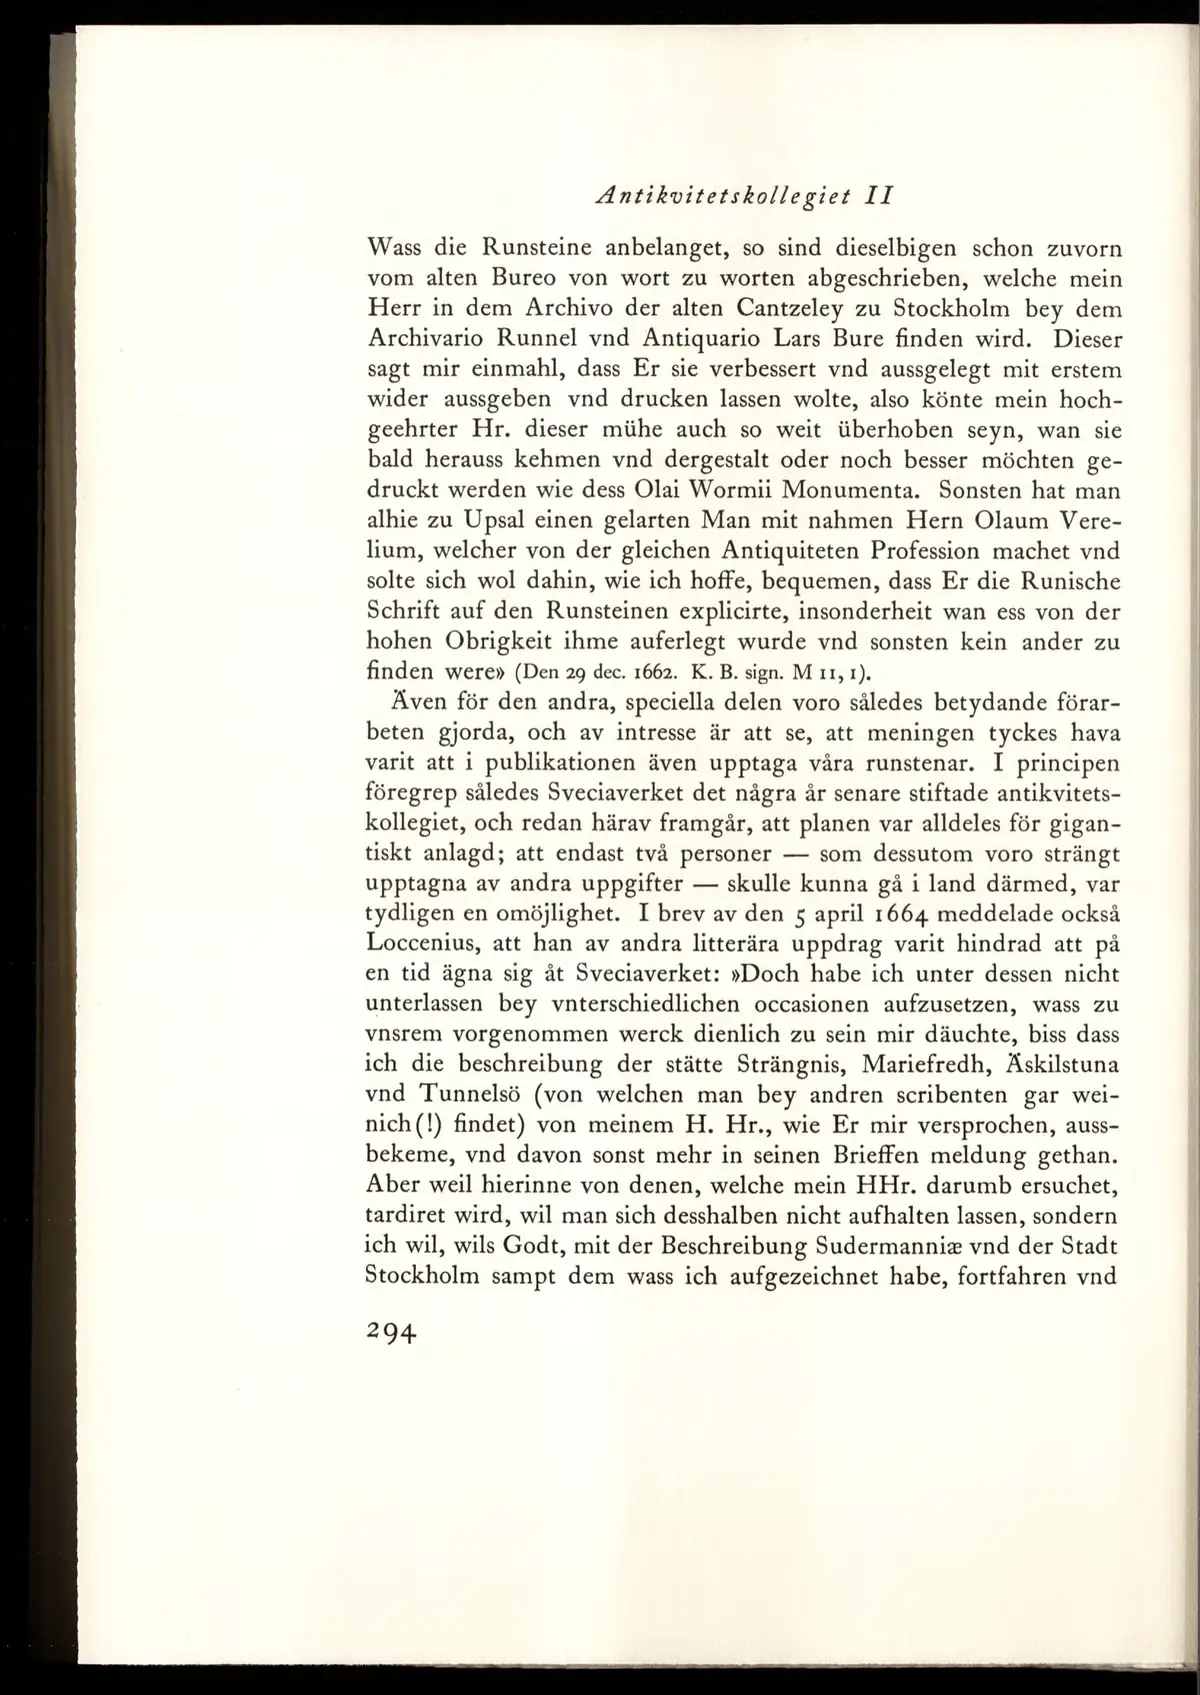 Antikvitetskollegiet II
Wass die Runsteine anbelanget, so sind dieselbigen schon zuvorn
vom alten Bureo von wort zu worten abgeschrieben, welche mein
Herr in dem Archivo der alten Cantzeley zu Stockholm bey dem
Archivario Runnel vnd Antiquario Lars Bure finden wird. Dieser
sagt mir einmahl, dass Er sie verbessert vnd aussgelegt mit erstem
wider aussgeben vnd drucken lassen wolte, also könte mein hoch-
geehrter Hr. dieser mühe auch so weit überhoben seyn, wan sie
bald herauss kehmen vnd dergestalt oder noch besser möchten ge-
druckt werden wie dess Olai Wormii Monumenta. Sonsten hat man
alhie zu Upsal einen gelarten Man mit nahmen Hern Olaum Vere-
lium, welcher von der gleichen Antiquiteten Profession machet vnd
solte sich wol dahin, wie ich hoffe, bequemen, dass Er die Runische
Schrift auf den Runsteinen explicirte, insonderheit wan ess von der
hohen Obrigkeit ihme auferlegt wurde vnd sonsten kein ander zu
finden were» (Den 29 dec. 1662. K. B. sign. M 11, 1).
Även för den andra, speciella delen voro således betydande förar-
beten gjorda, och av intresse är att se, att meningen tyckes hava
varit att i publikationen även upptaga våra runstenar. I principen
föregrep således Sveciaverket det några år senare stiftade antikvitets-
kollegiet, och redan härav framgår, att planen var alldeles för gigan-
tiskt anlagd; att endast två personer — som dessutom voro strängt
upptagna av andra uppgifter — skulle kunna gå i land därmed, var
tydligen en omöjlighet. I brev av den 5 april 1664 meddelade också
Loccenius, att han av andra litterära uppdrag varit hindrad att på
en tid ägna sig åt Sveciaverket: »Doch habe ich unter dessen nicht
unterlassen bey vnterschiedlichen occasionen aufzusetzen, wass zu
vnsrem vorgenommen werck dienlich zu sein mir däuchte, biss dass
ich die beschreibung der stätte Strängnis, Mariefredh, Äskilstuna
vnd Tunnelsö (von welchen man bey andren scribenten gar wei-
nich(!) findet) von meinem H. Hr., wie Er mir versprochen, auss-
bekeme, vnd davon sonst mehr in seinen Brieffen meldung gethan.
Aber weil hierinne von denen, welche mein HHr. darumb ersuchet,
tardiret wird, wil man sich desshalben nicht aufhalten lassen, sondern
ich wil, wils Godt, mit der Beschreibung Sudermanniæ vnd der Stadt
Stockholm sampt dem wass ich aufgezeichnet habe, fortfahren vnd
294